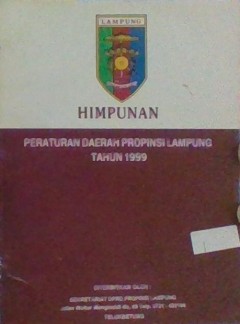 LAMPUNG
HIMPUNAN
PERATURAN DAERAH PROPINSI LAMPUNG
TAHUN 1999
DITERBITKAN OLEH :
SEKRETARIAT DPRD PROPINSI LAMPUNG
TELUKBETUNG